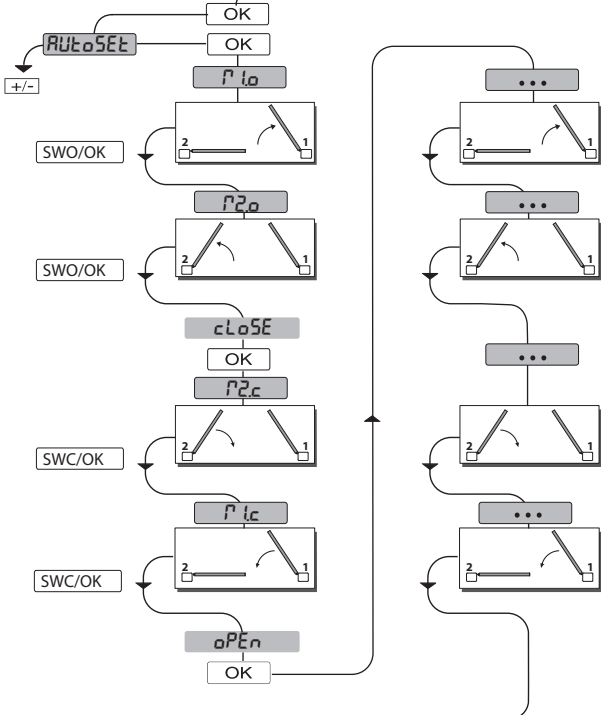 OK
AUtoSEt
OK
+/-
M1.o
2
1
SWO/OK
M2.o
2
1
SWO/OK
cLoSE
OK
M2.c
2
1
SWC/OK
M1.c
2
1
SWC/OK
oPEn
OK
...
2
1
...
2
1
...
2
1
...
2
1